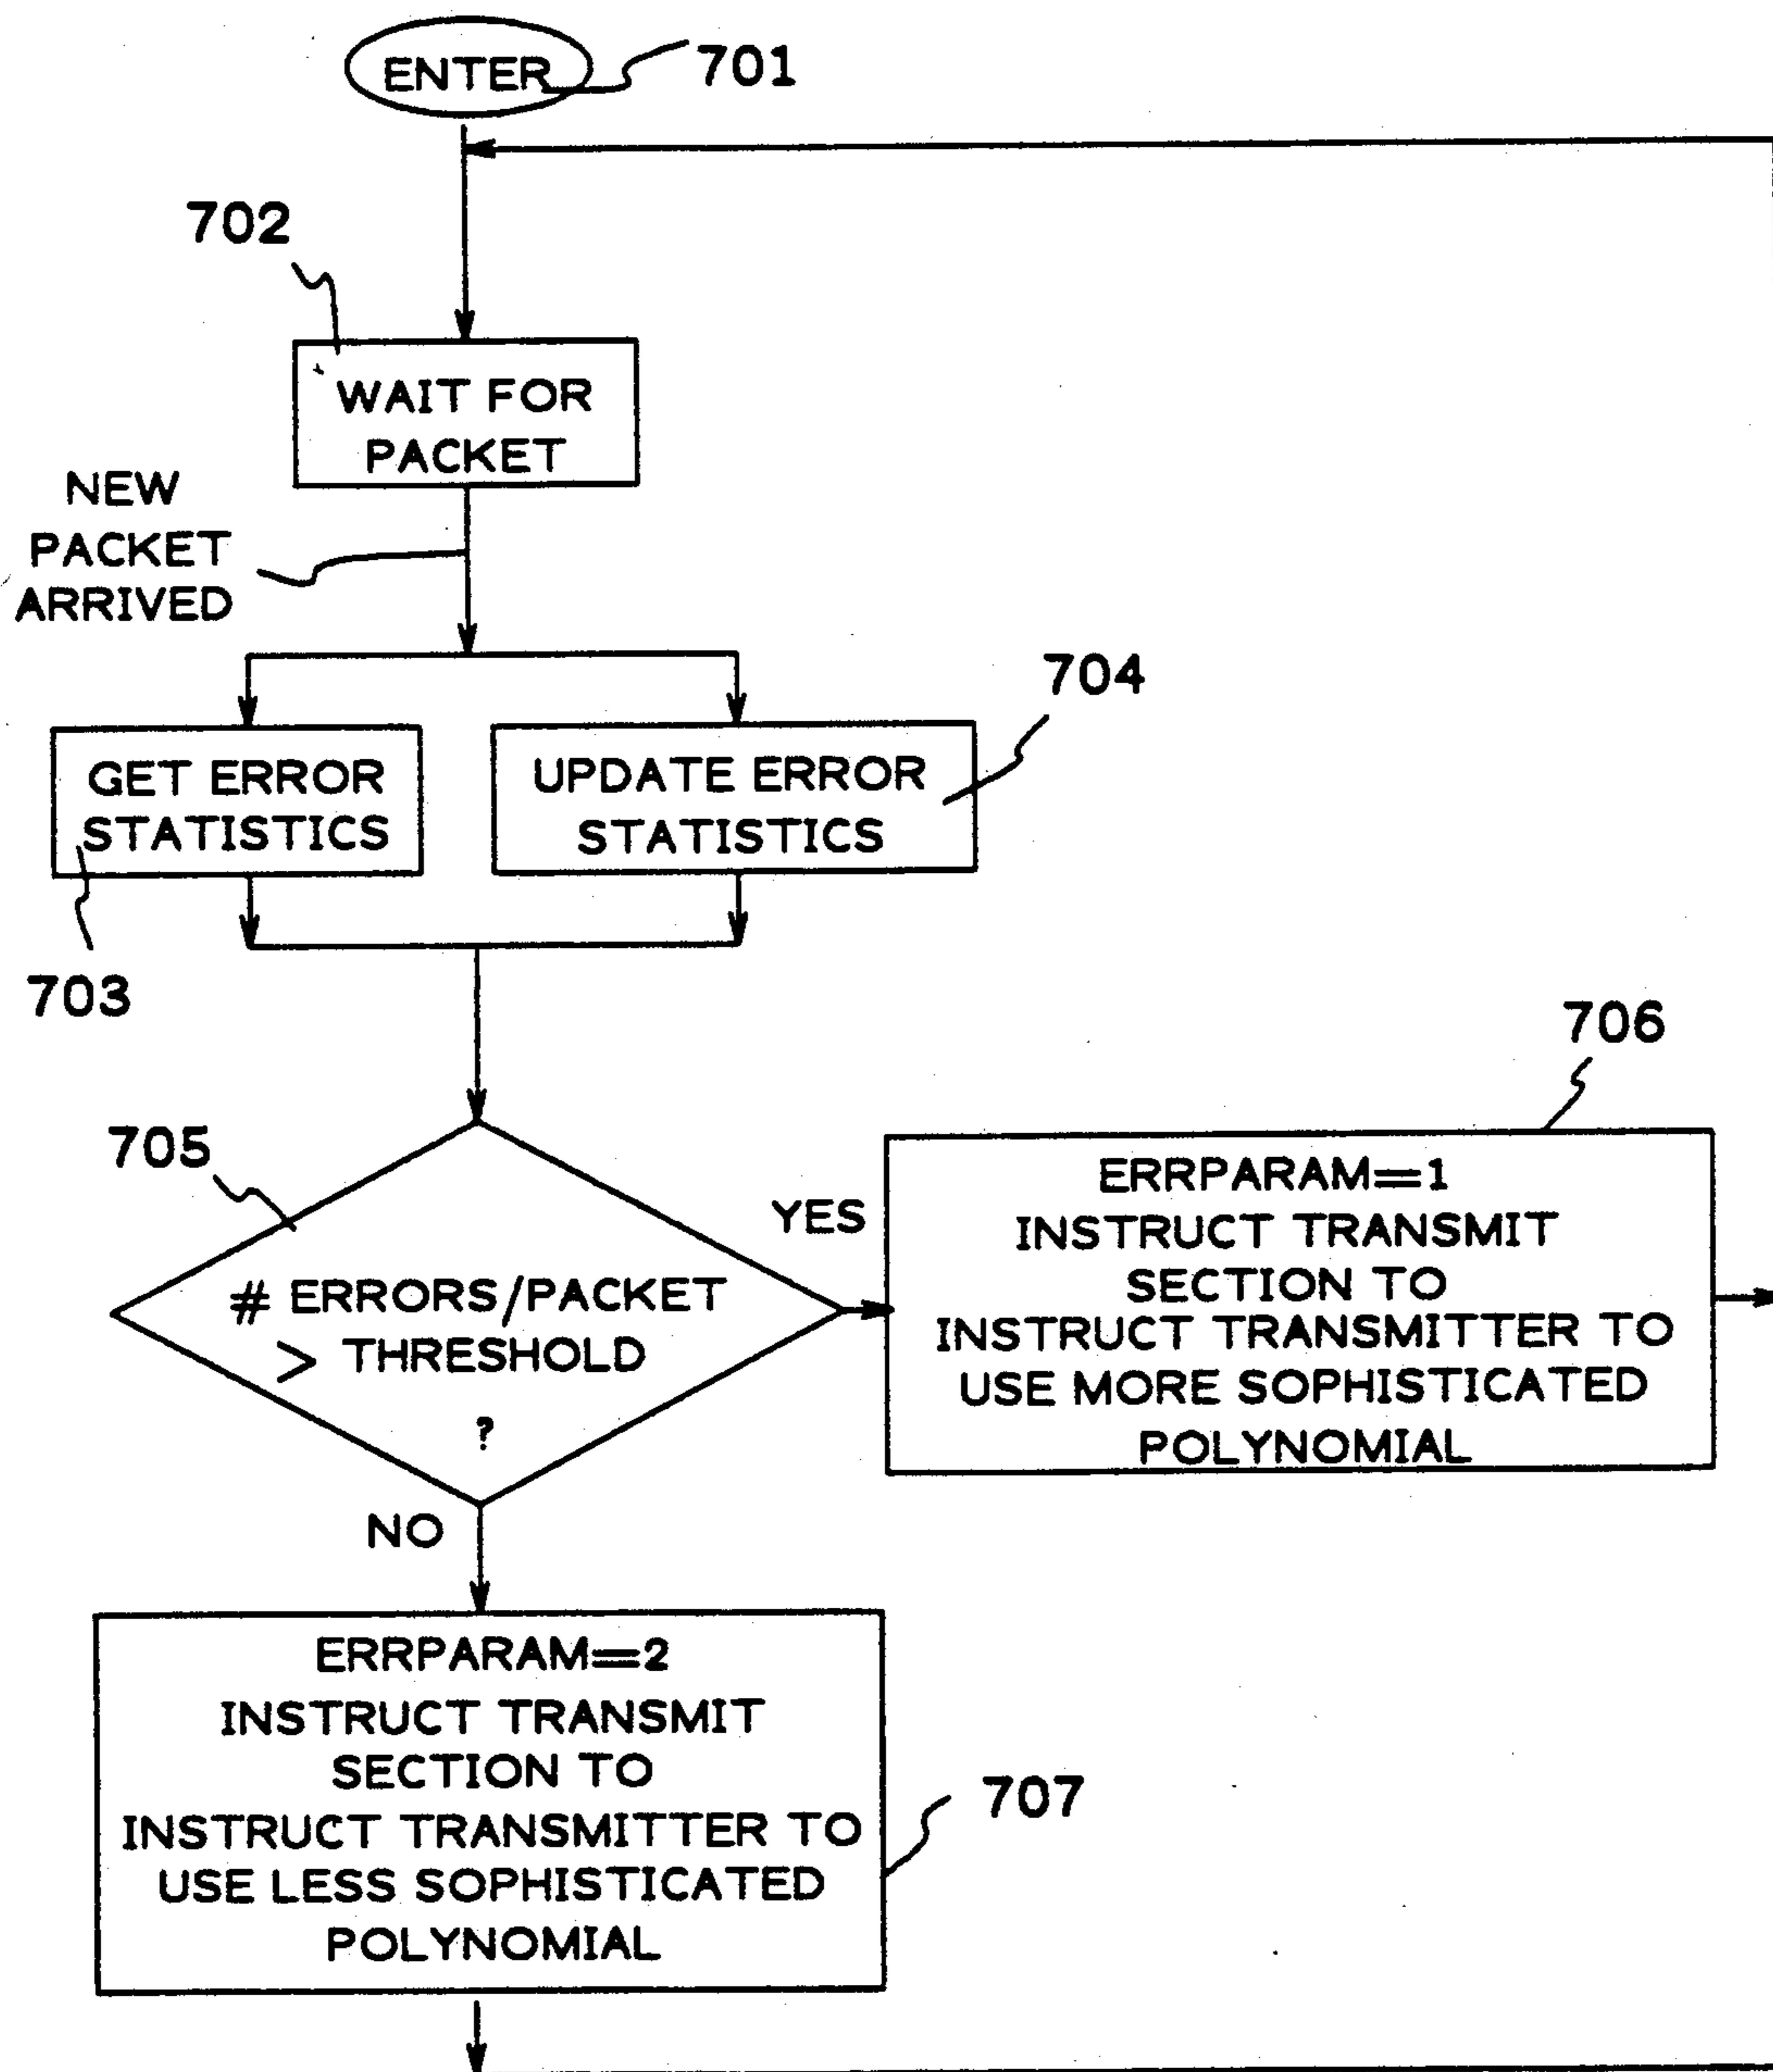 ENTER
701
702
WAIT FOR
PACKET
NEW
PACKET
ARRIVED
704
GET ERROR
STATISTICS
UPDATE ERROR
STATISTICS
703
706
705
YES
# ERRORS/PACKET
> THRESHOLD
?
ERRPARAM=1
INSTRUCT TRANSMIT
SECTION TO
INSTRUCT TRANSMITTER TO
USE MORE SOPHISTICATED
POLYNOMIAL
NO
ERRPARAM=2
INSTRUCT TRANSMIT
SECTION TO
INSTRUCT TRANSMITTER TO
USE LESS SOPHISTICATED
POLYNOMIAL
707